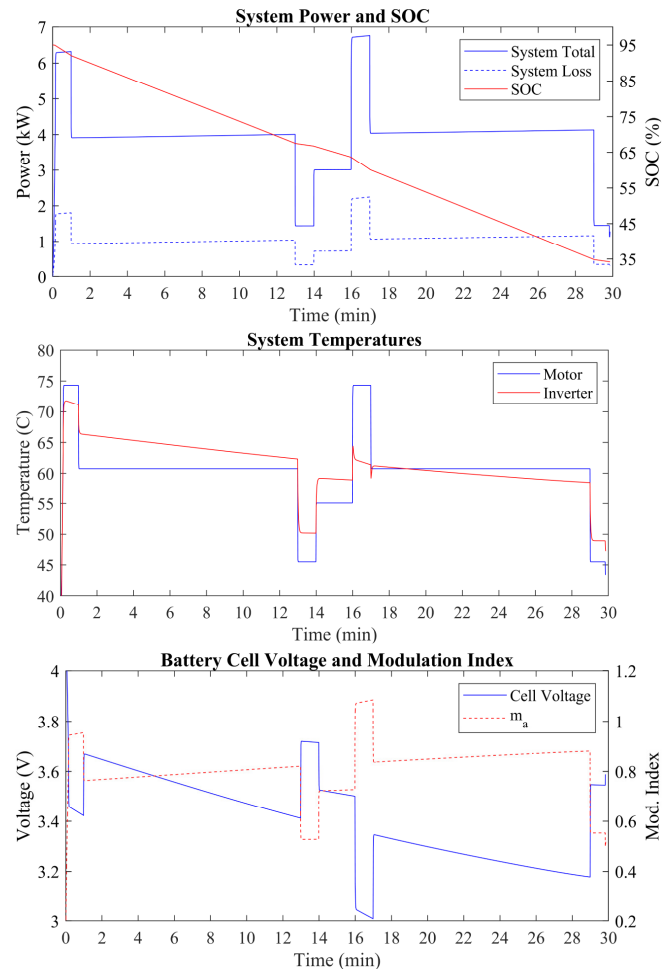 System Power and SOC
7
6
5
4
3
2
1
0
Power (kW)
System Total
System Loss
SOC
95
85
75
65
55
45
35
SOC (%)
0 2 4 6 8 10 12 14 16 18 20 22 24 26 28 30
Time (min)
System Temperatures
80
75
70
65
60
55
50
45
40
Temperature (C)
Motor
Inverter
0 2 4 6 8 10 12 14 16 18 20 22 24 26 28 30
Time (min)
Battery Cell Voltage and Modulation Index
4
3.8
3.6
3.4
3.2
3
Voltage (V)
Cell Voltage
m_a
1.2
1
0.8
0.6
0.4
0.2
Mod. Index
0 2 4 6 8 10 12 14 16 18 20 22 24 26 28 30
Time (min)